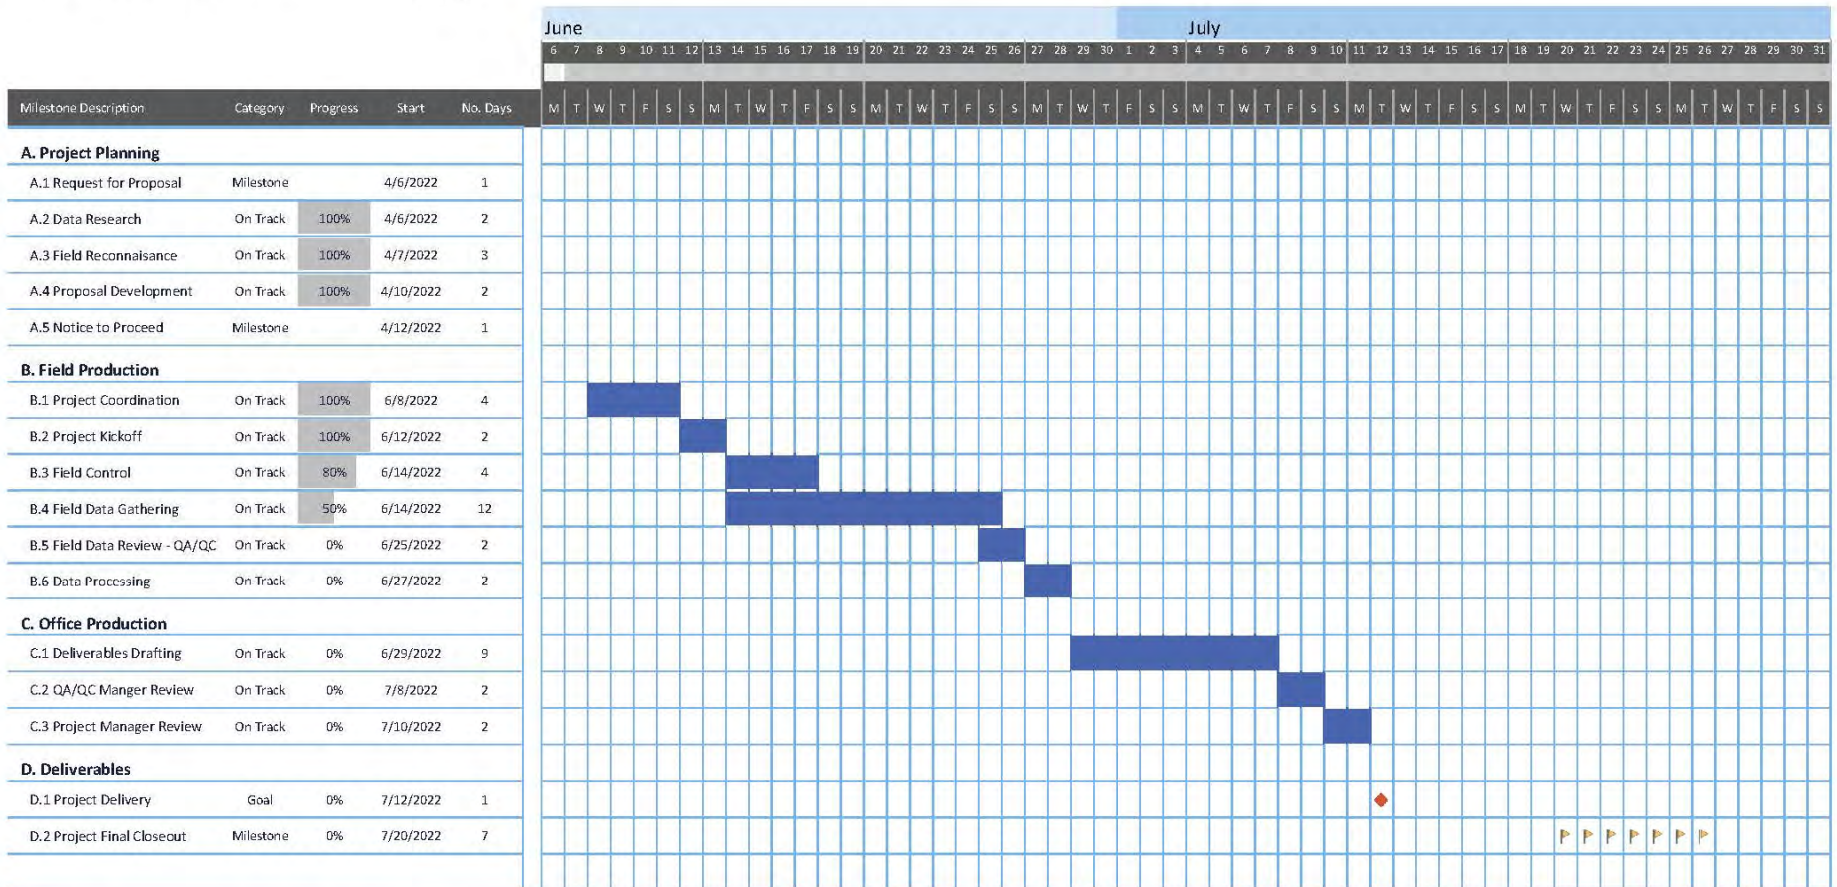 June July
6 7 8 9 10 11 12 13 14 15 16 17 18 19 20 21 22 23 24 25 26 27 28 29 30 1 2 3 4 5 6 7 8 9 10 11 12 13 14 15 16 17 18 19 20 21 22 23 24 25 26 27 28 29 30 31
Milestone Description Category Progress Start No. Days M T W T F S S M T W T F S S M T W T F S S M T W T F S S M T W T F S S M T W T F S S M T W T F S S M T W T F S S
A. Project Planning
A.1 Request for Proposal Milestone 4/6/2022 1
A.2 Data Research On Track 100% 4/6/2022 2
A.3 Field Reconnaisance On Track 100% 4/7/2022 3
A.4 Proposal Development On Track 100% 4/10/2022 2
A.5 Notice to Proceed Milestone 4/12/2022 1
B. Field Production
B.1 Project Coordination On Track 100% 6/8/2022 4
B.2 Project Kickoff On Track 100% 6/12/2022 2
B.3 Field Control On Track 80% 6/14/2022 4
B.4 Field Data Gathering On Track 50% 6/14/2022 12
B.5 Field Data Review - QA/QC On Track 0% 6/25/2022 2
B.6 Data Processing On Track 0% 6/27/2022 2
C. Office Production
C.1 Deliverables Drafting On Track 0% 6/29/2022 9
C.2 QA/QC Manger Review On Track 0% 7/8/2022 2
C.3 Project Manager Review On Track 0% 7/10/2022 2
D. Deliverables
D.1 Project Delivery Goal 0% 7/12/2022 1
D.2 Project Final Closeout Milestone 0% 7/20/2022 7